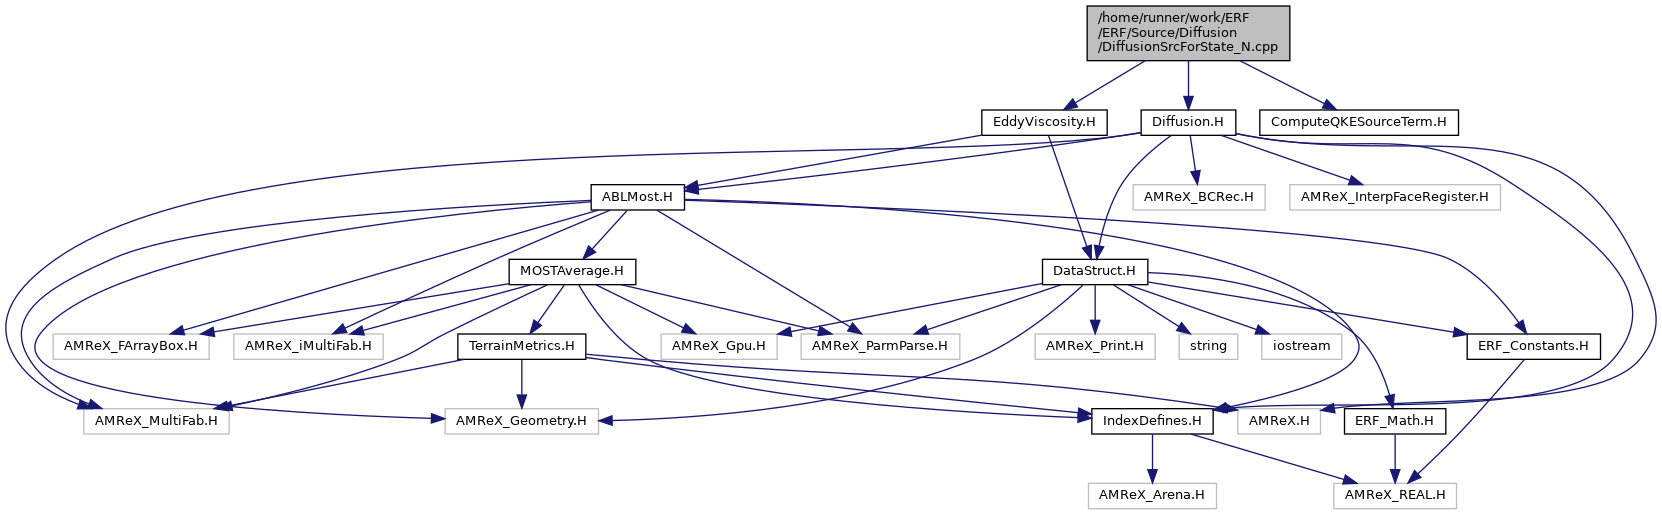 /home/runner/work/ERF
/ERF/Source/Diffusion
/DiffusionSrcForState_N.cpp
EddyViscosity.H
Diffusion.H
ComputeQKESourceTerm.H
ABLMost.H
AMReX_BCRec.H
AMReX_InterpFaceRegister.H
MOSTAverage.H
DataStruct.H
AMReX_FArrayBox.H
AMReX_iMultiFab.H
TerrainMetrics.H
AMReX_Gpu.H
AMReX_ParmParse.H
AMReX_Print.H
string
iostream
ERF_Constants.H
AMReX_MultiFab.H
AMReX_Geometry.H
IndexDefines.H
AMReX.H
ERF_Math.H
AMReX_Arena.H
AMReX_REAL.H